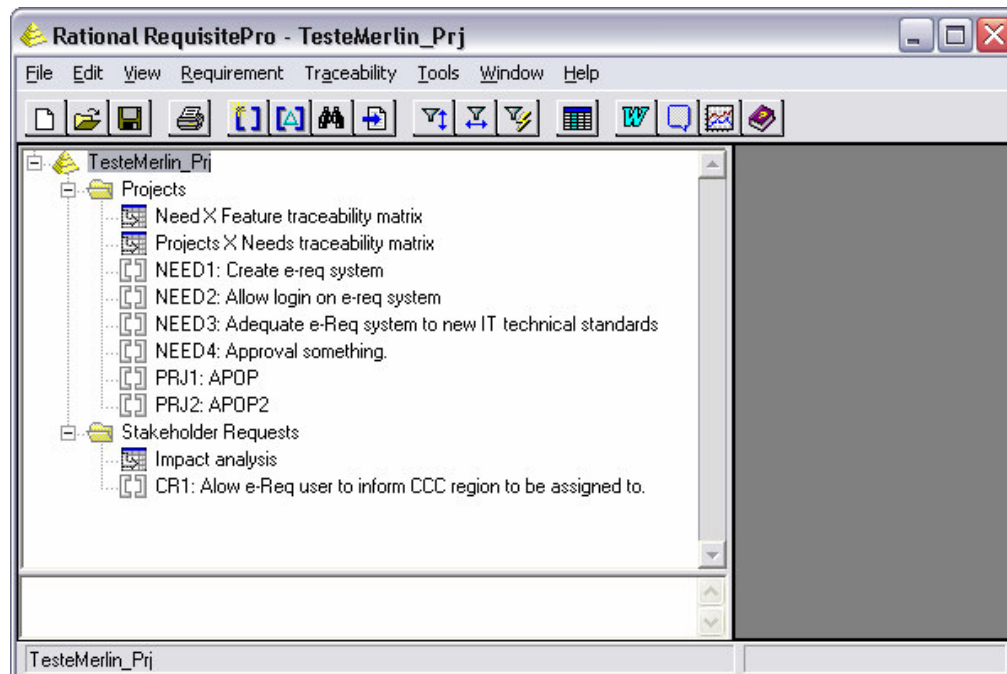 Rational RequisitePro - TesteMerlin_Prj
File Edit View Requirement Traceability Tools Window Help
TesteMerlin_Prj
Projects
Need X Feature traceability matrix
Projects X Needs traceability matrix
NEED1: Create e-req system
NEED2: Allow login on e-req system
NEED3: Adequate e-Req system to new IT technical standards
NEED4: Approval something.
PRJ1: APOP
PRJ2: APOP2
Stakeholder Requests
Impact analysis
CR1: Alow e-Req user to inform CCC region to be assigned to.
TesteMerlin_Prj